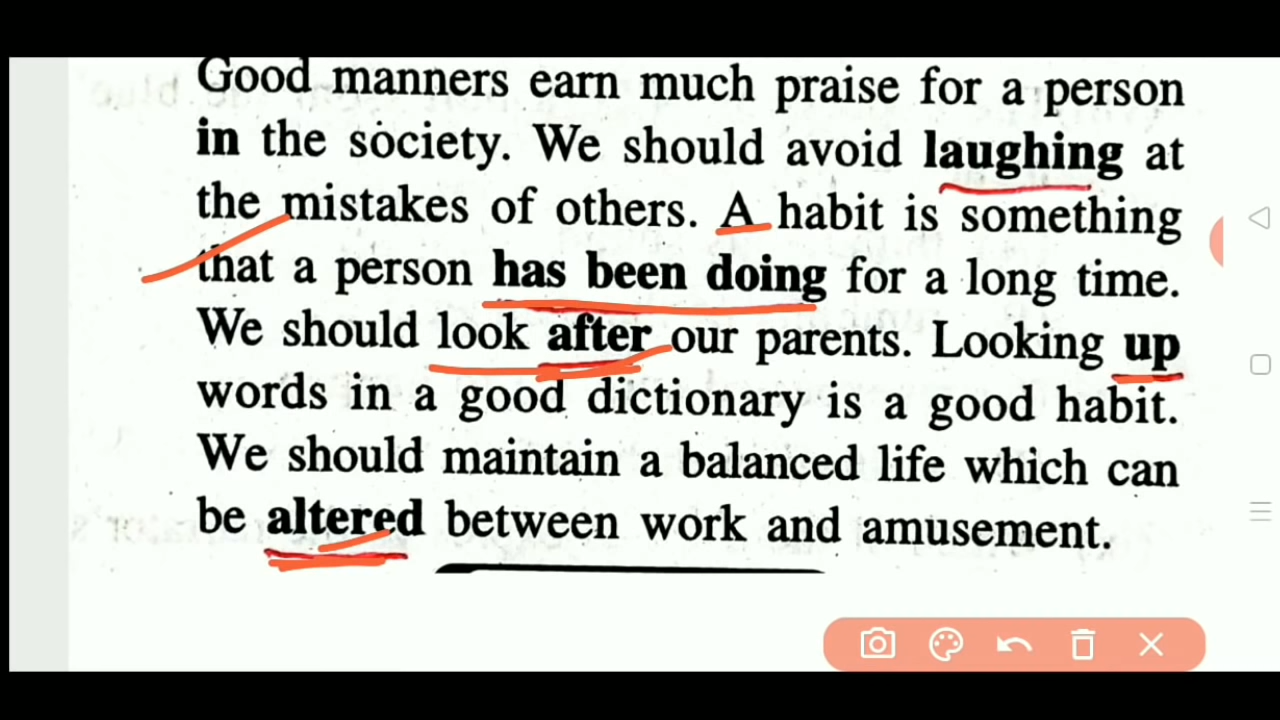 Good manners earn much praise for a person
in the society. We should avoid laughing at
the mistakes of others. A habit is something
that a person has been doing for a long time.
We should look after our parents. Looking up
words in a good dictionary is a good habit.
We should maintain a balanced life which can
be altered between work and amusement.